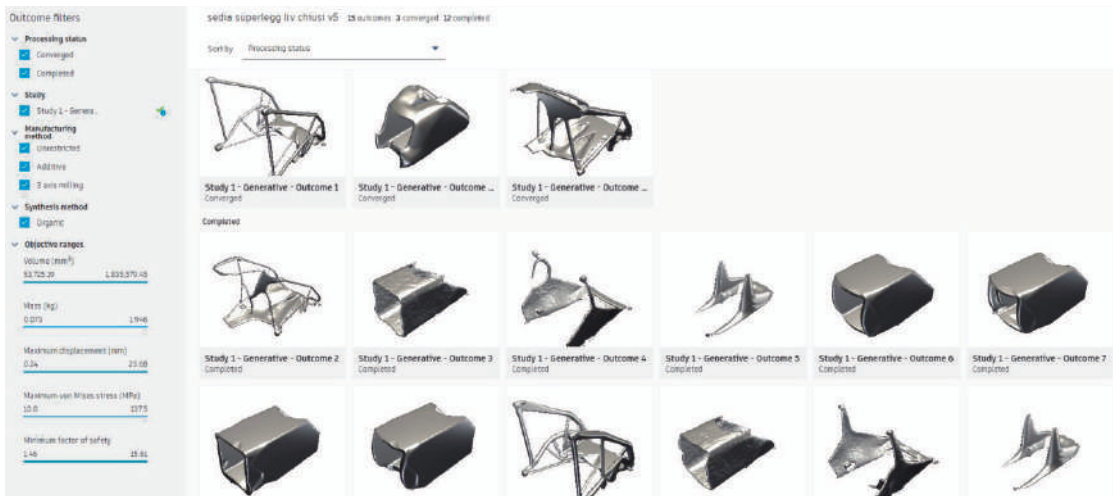 Outcome filters
Processing status
Converged
Completed
Study
Study 1 - Genera..
Manufacturing method
Unrestricted
Additive
3 axis milling
Synthesis method
Organic
Objective ranges
Volume (mm³)
Mass (kg)
0.073 1.946
Maximum displacement (mm)
0.24
Maximum von Mises stress (MPa)
10.0 137.5
Minimum factor of safety
1.46 15.81
sedia superlegg liv chiusi v5 15 outcomes 3 converged 12 completed
Sort by Processing status
Study 1 - Generative - Outcome 1
Converged
Study 1 - Generative - Outcome ...
Converged
Study 1 - Generative - Outcome ...
Converged
Completed
Study 1 - Generative - Outcome 2
Completed
Study 1 - Generative - Outcome 3
Completed
Study 1 - Generative - Outcome 4
Completed
Study 1 - Generative - Outcome 5
Completed
Study 1 - Generative - Outcome 6
Completed
Study 1 - Generative - Outcome 7
Completed